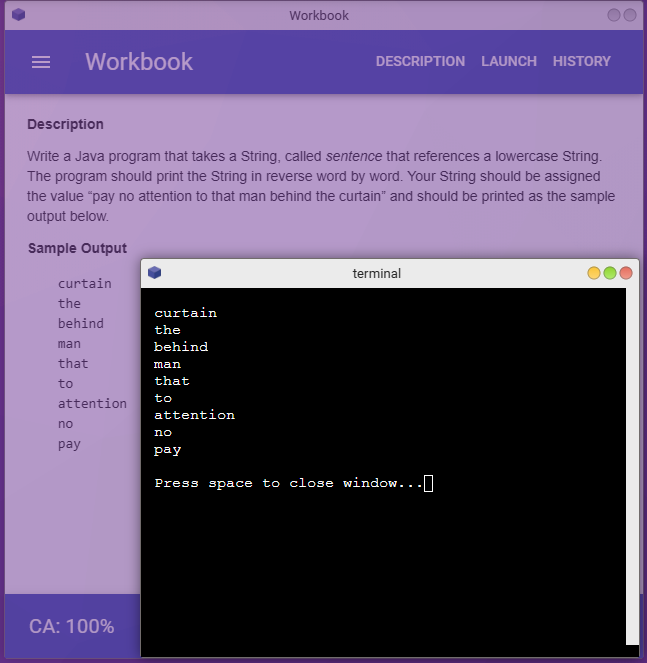 Workbook
Workbook
DESCRIPTION LAUNCH HISTORY
Description
Write a Java program that takes a String, called sentence that references a lowercase String.
The program should print the String in reverse word by word. Your String should be assigned
the value “pay no attention to that man behind the curtain” and should be printed as the sample
output below.
Sample Output
curtain
the
behind
man
that
to
attention
no
pay
CA: 100%
terminal
curtain
the
behind
man
that
to
attention
no
pay
Press space to close window...